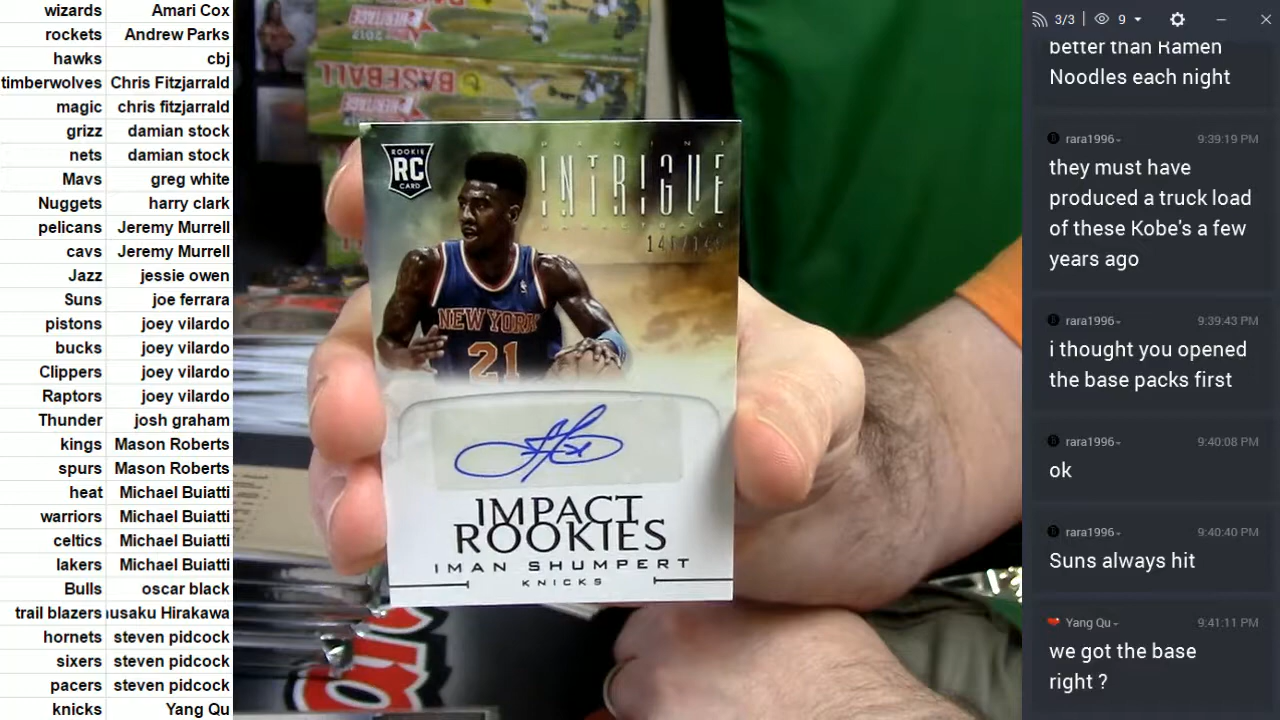 wizards Amari Cox
rockets Andrew Parks
hawks cbj
timberwolves Chris Fitzjarrald
magic chris fitzjarrald
grizz damian stock
nets damian stock
Mavs greg white
Nuggets harry clark
pelicans Jeremy Murrell
cavs Jeremy Murrell
Jazz jessie owen
Suns joe ferrara
pistons joey vilardo
bucks joey vilardo
Clippers joey vilardo
Raptors joey vilardo
Thunder josh graham
kings Mason Roberts
spurs Mason Roberts
heat Michael Buiatti
warriors Michael Buiatti
celtics Michael Buiatti
lakers Michael Buiatti
Bulls oscar black
trail blazers usaku Hirakawa
hornets steven pidcock
sixers steven pidcock
pacers steven pidcock
knicks Yang Qu
HERITAGE
2013
BASEBALL
HERITAGE
ROOKIE
RC
CARD
PANINI
INTRIGUE
BASKETBALL
NEW YORK
21
IMPACT
ROOKIES
IMAN SHUMPERT
KNICKS
3/3
9
better than Ramen
Noodles each night
rara1996 9:39:19 PM
they must have
produced a truck load
of these Kobe's a few
years ago
rara1996 9:39:43 PM
i thought you opened
the base packs first
rara1996 9:40:08 PM
ok
rara1996 9:40:40 PM
Suns always hit
Yang Qu 9:41:11 PM
we got the base
right ?